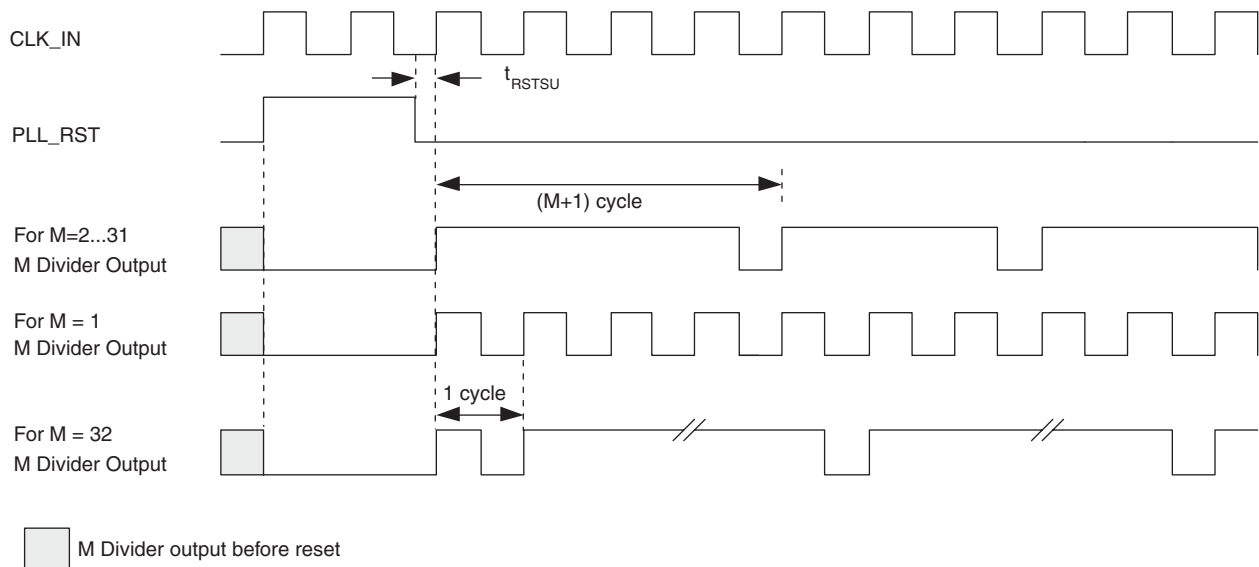 CLK_IN
t_RSTSU
PLL_RST
(M+1) cycle
For M=2...31
M Divider Output
For M = 1
M Divider Output
1 cycle
For M = 32
M Divider Output
M Divider output before reset